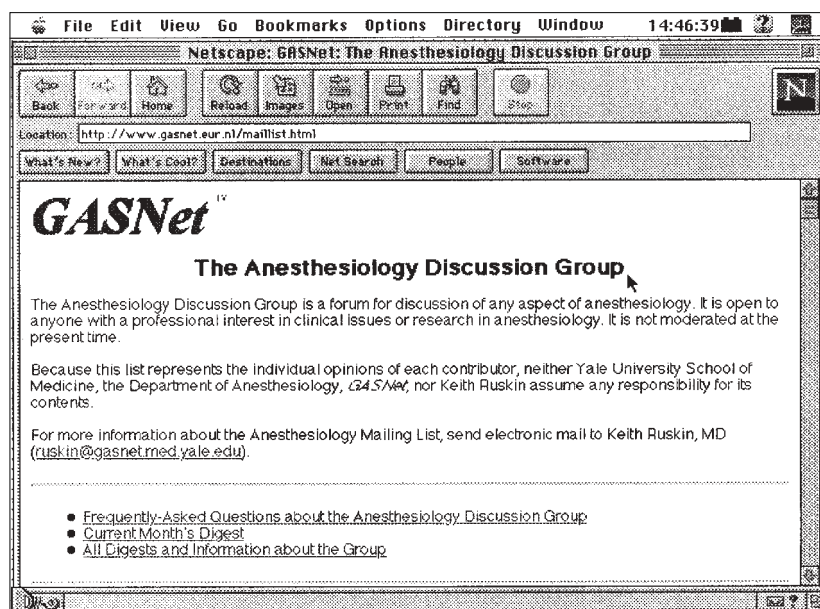 File Edit View Go Bookmarks Options Directory Window 14:46:39
Netscape: GASNet: The Anesthesiology Discussion Group
Back Forward Home Reload Images Open Print Find Stop
N
Location: http://www.gasnet.eur.nl/maillist.html
What's New? What's Cool? Destinations Net Search People Software
GASNet
The Anesthesiology Discussion Group
The Anesthesiology Discussion Group is a forum for discussion of any aspect of anesthesiology. It is open to
anyone with a professional interest in clinical issues or research in anesthesiology. It is not moderated at the
present time.
Because this list represents the individual opinions of each contributor, neither Yale University School of
Medicine, the Department of Anesthesiology, GASNet, nor Keith Ruskin assume any responsibility for its
contents.
For more information about the Anesthesiology Mailing List, send electronic mail to Keith Ruskin, MD
(ruskin@gasnet.med.yale.edu).
Frequently-Asked Questions about the Anesthesiology Discussion Group
Current Month's Digest
All Digests and Information about the Group